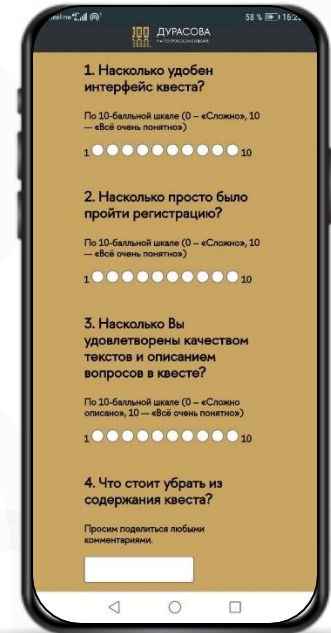 58 % 16:2
ДУРАСОВА
1. Насколько удобен
интерфейс квеста?
По 10-балльной шкале (0 – «Сложно», 10
— «Всё очень понятно»)
1 10
2. Насколько просто было
пройти регистрацию?
По 10-балльной шкале (0 – «Сложно», 10
— «Всё очень понятно»)
1 10
3. Насколько Вы
удовлетворены качеством
текстов и описанием
вопросов в квесте?
По 10-балльной шкале (0 – «Сложно
описано», 10 — «Всё очень понятно»)
1 10
4. Что стоит убрать из
содержания квеста?
Просим поделиться любыми
комментариями.